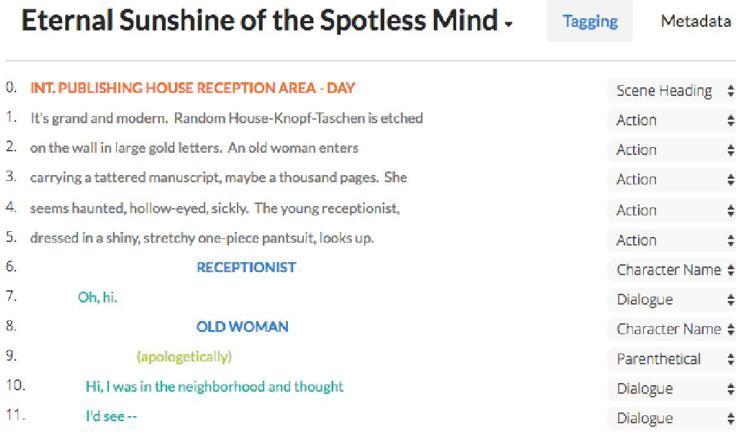 Eternal Sunshine of the Spotless Mind Tagging Metadata
0. INT. PUBLISHING HOUSE RECEPTION AREA - DAY Scene Heading
1. It's grand and modern. Random House-Knopf-Taschen is etched Action
2. on the wall in large gold letters. An old woman enters Action
3. carrying a tattered manuscript, maybe a thousand pages. She Action
4. seems haunted, hollow-eyed, sickly. The young receptionist, Action
5. dressed in a shiny, stretchy one-piece pantsuit, looks up. Action
6. RECEPTIONIST Character Name
7. Oh, hi. Dialogue
8. OLD WOMAN Character Name
9. (apologetically) Parenthetical
10. Hi, I was in the neighborhood and thought Dialogue
11. I'd see -- Dialogue